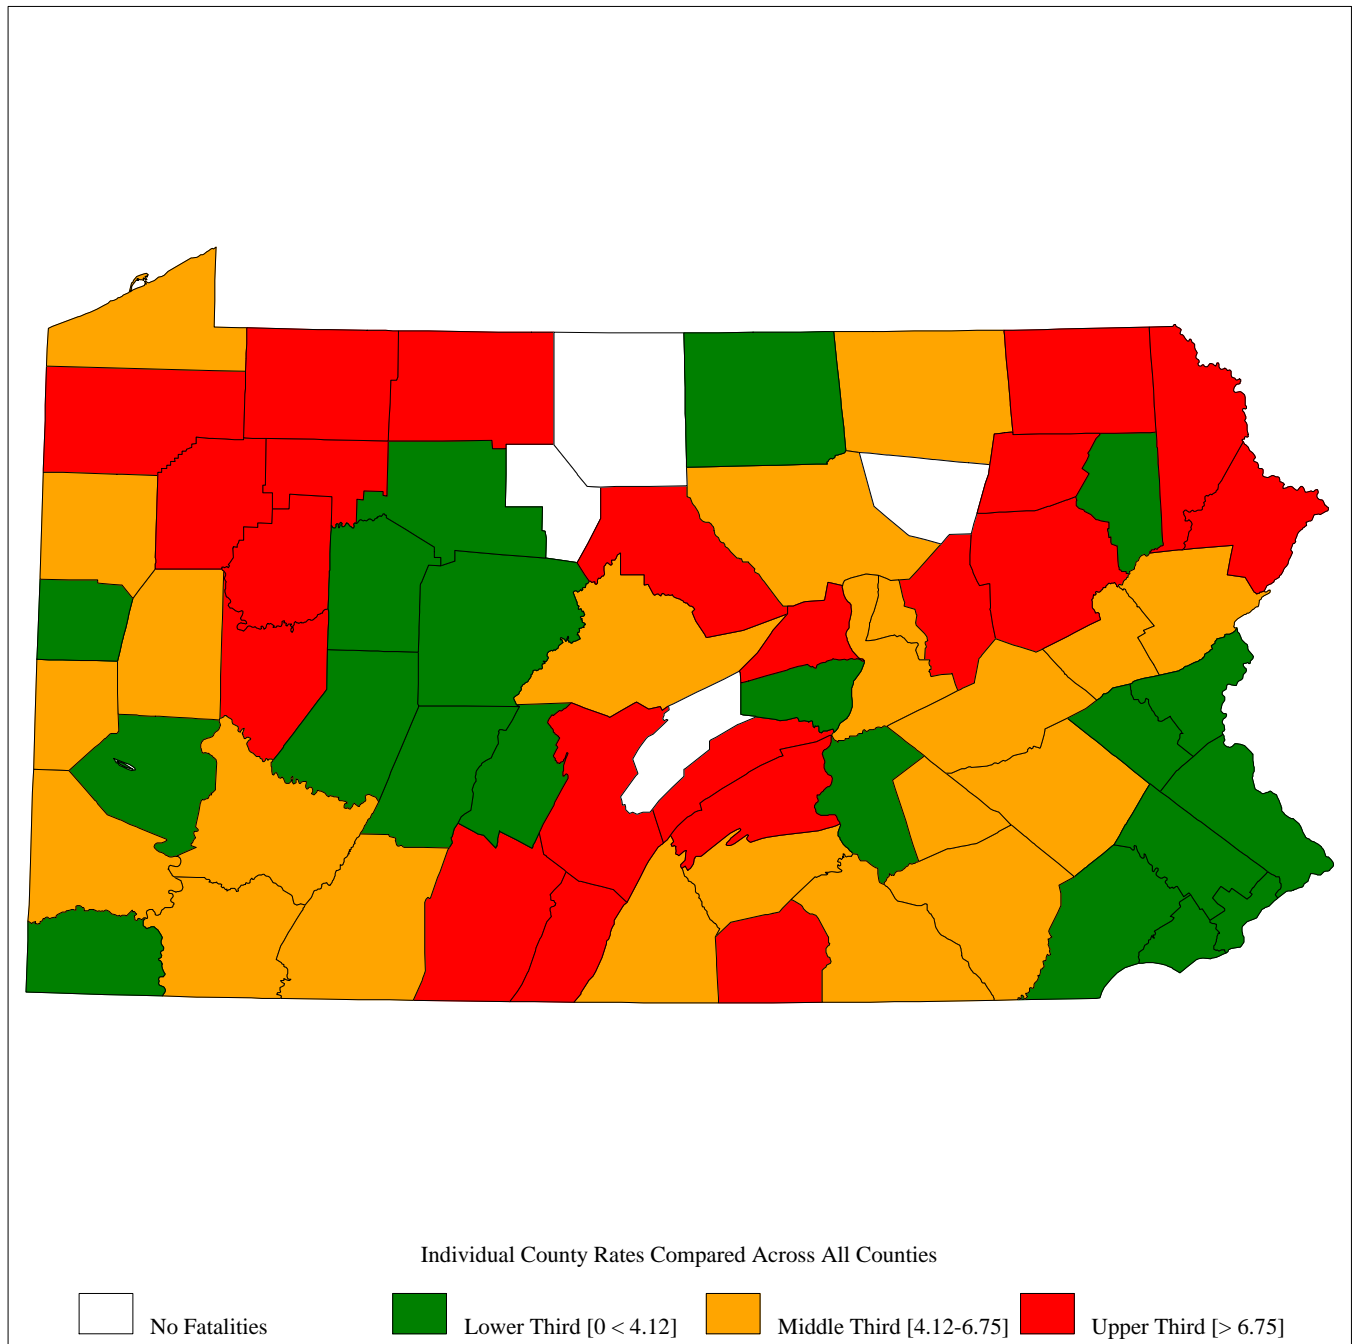 Individual County Rates Compared Across All Counties
No Fatalities Lower Third [0 < 4.12] Middle Third [4.12-6.75] Upper Third [> 6.75]